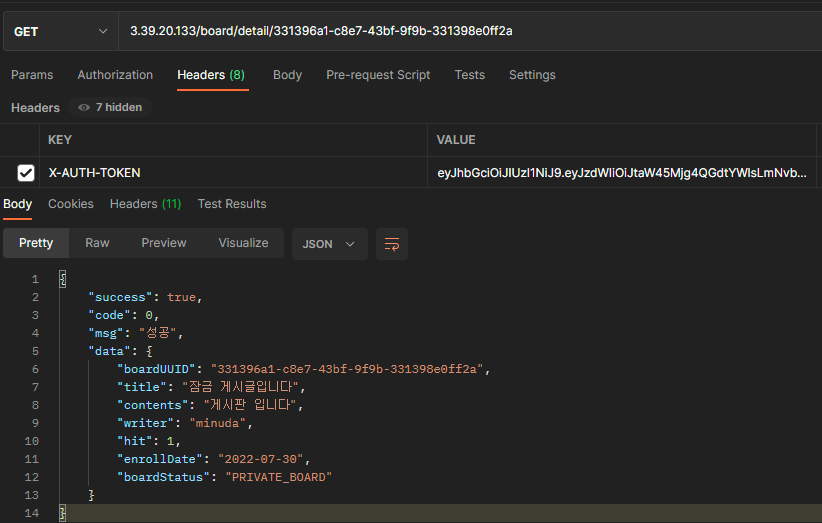 GET 3.39.20.133/board/detail/331396a1-c8e7-43bf-9f9b-331398e0ff2a
Params Authorization Headers (8) Body Pre-request Script Tests Settings
Headers 7 hidden
KEY VALUE
X-AUTH-TOKEN eyJhbGciOiJIUzI1NiJ9.eyJzdWIiOiJtaW45Mjg4QGdtYWlsLmNvb...
Body Cookies Headers (11) Test Results
Pretty Raw Preview Visualize JSON
1 {
2 "success": true,
3 "code": 0,
4 "msg": "성공",
5 "data": {
6 "boardUUID": "331396a1-c8e7-43bf-9f9b-331398e0ff2a",
7 "title": "잠금 게시글입니다",
8 "contents": "게시판 입니다",
9 "writer": "minuda",
10 "hit": 1,
11 "enrollDate": "2022-07-30",
12 "boardStatus": "PRIVATE_BOARD"
13 }
14 }